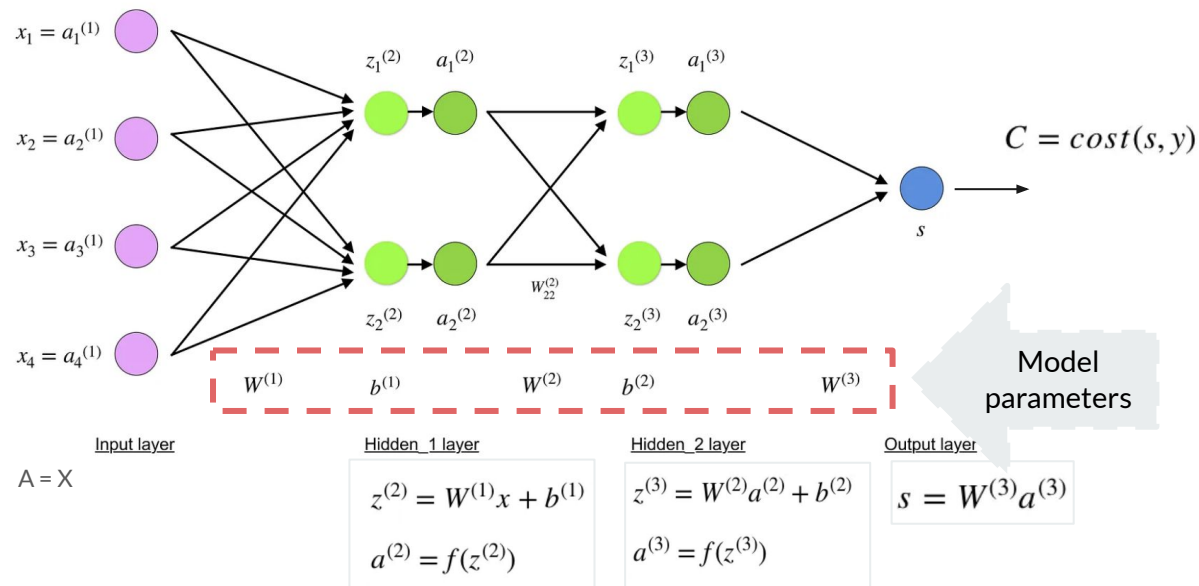 x₁ = a₁⁽¹⁾
x₂ = a₂⁽¹⁾
x₃ = a₃⁽¹⁾
x₄ = a₄⁽¹⁾
z₁⁽²⁾ a₁⁽²⁾
z₂⁽²⁾ a₂⁽²⁾
z₁⁽³⁾ a₁⁽³⁾
W₂₂⁽²⁾
z₂⁽³⁾ a₂⁽³⁾
s
C = cost(s, y)
W⁽¹⁾ b⁽¹⁾ W⁽²⁾ b⁽²⁾ W⁽³⁾
Model
parameters
Input layer
A = X
Hidden_1 layer
z⁽²⁾ = W⁽¹⁾x + b⁽¹⁾
a⁽²⁾ = f(z⁽²⁾)
Hidden_2 layer
z⁽³⁾ = W⁽²⁾a⁽²⁾ + b⁽²⁾
a⁽³⁾ = f(z⁽³⁾)
Output layer
s = W⁽³⁾a⁽³⁾